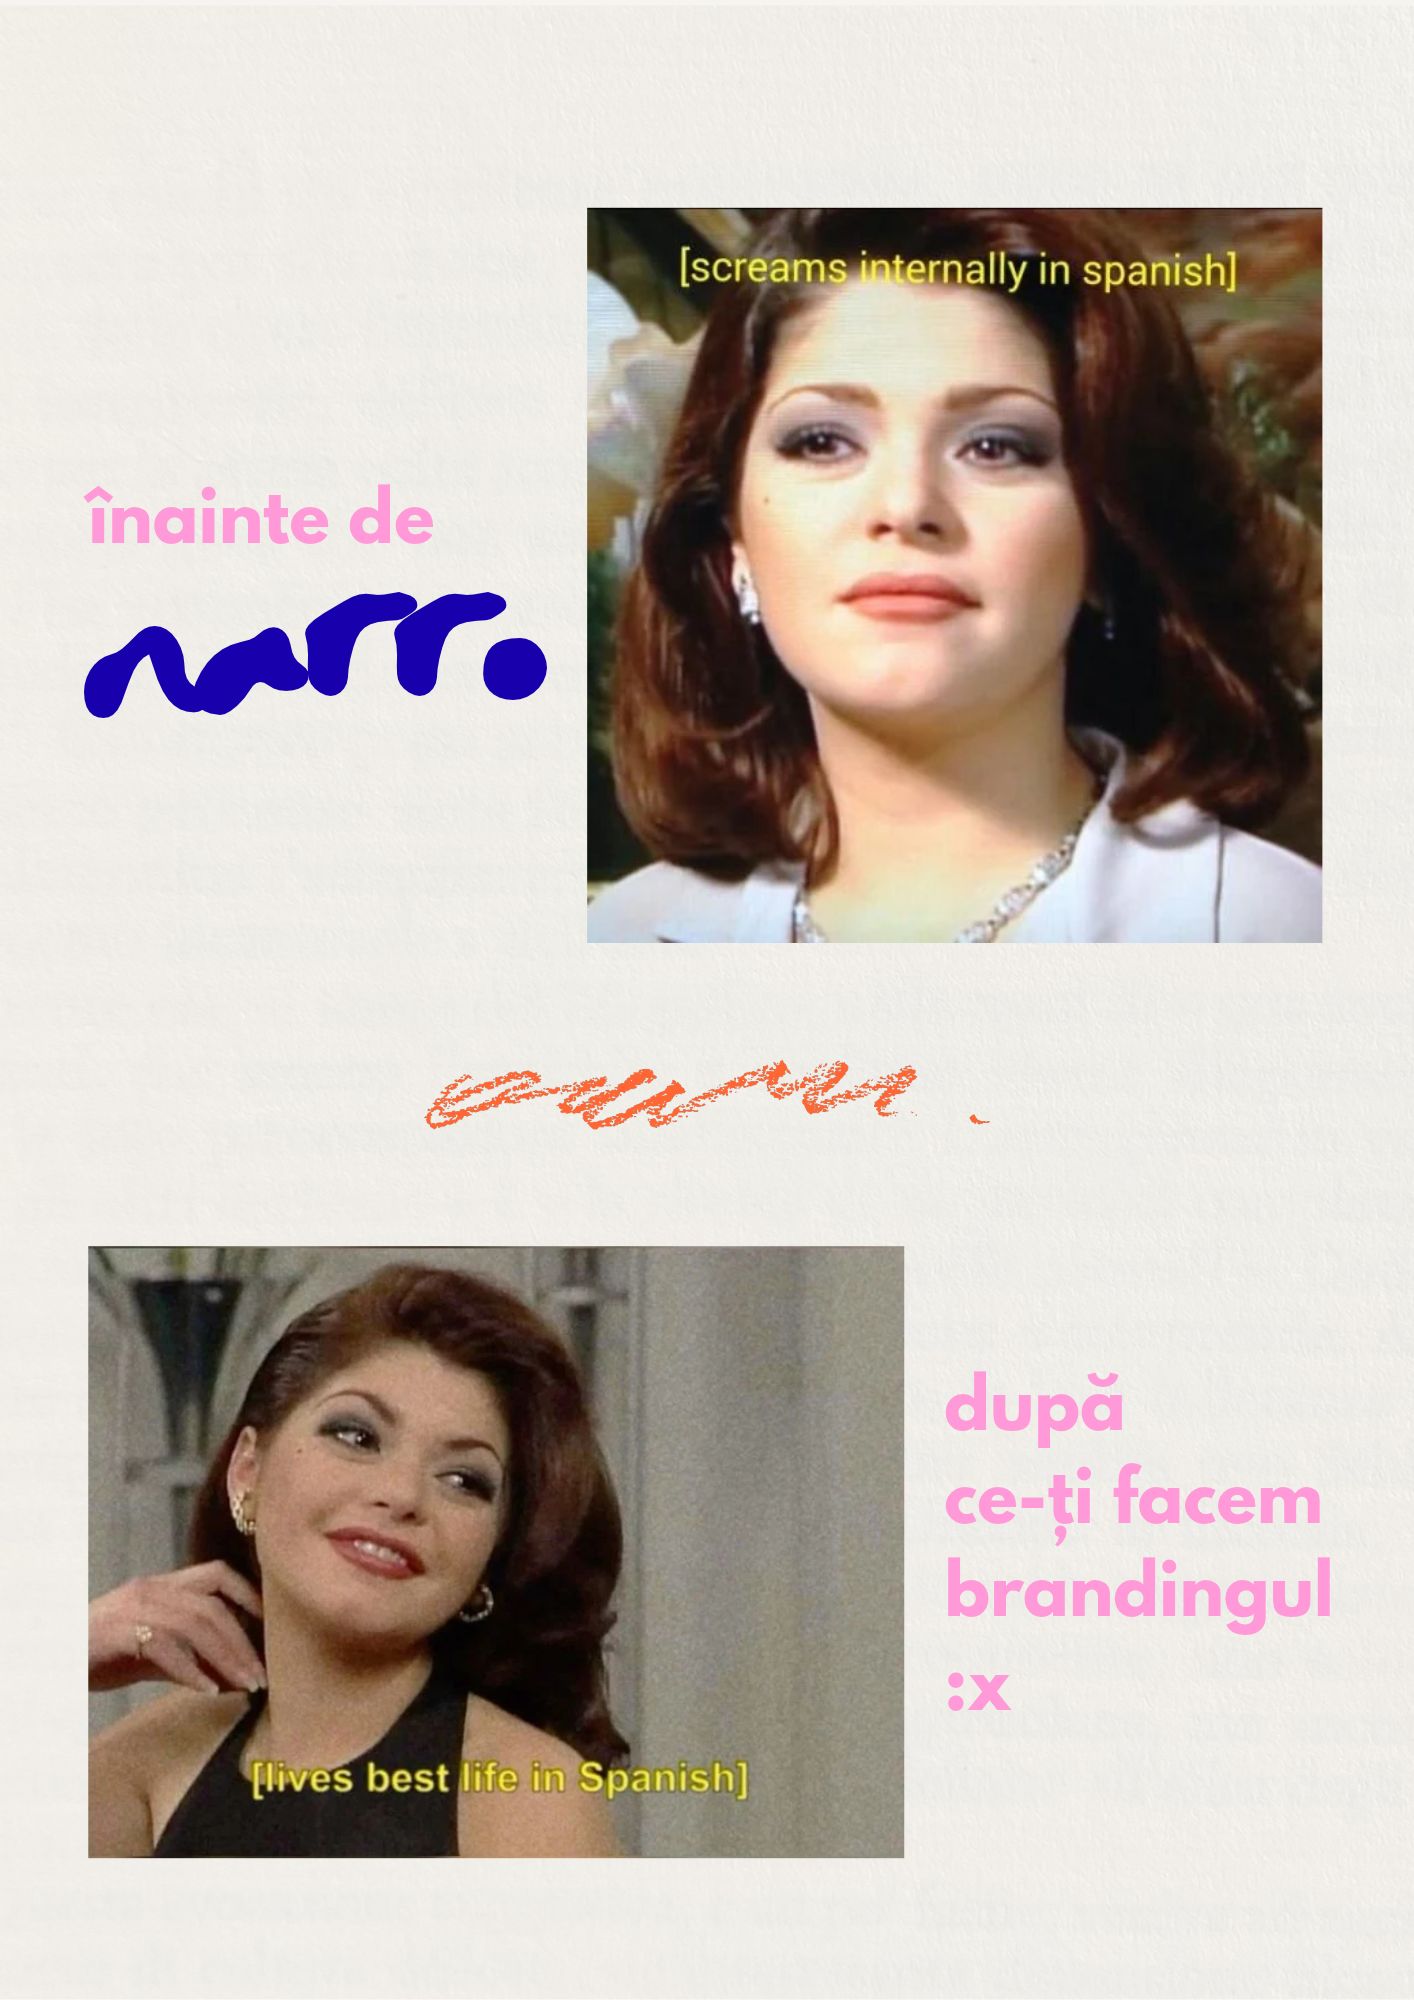 [screams internally in spanish]
înainte de
narr.
după
ce-ți facem
brandingul
:x
[lives best life in Spanish]